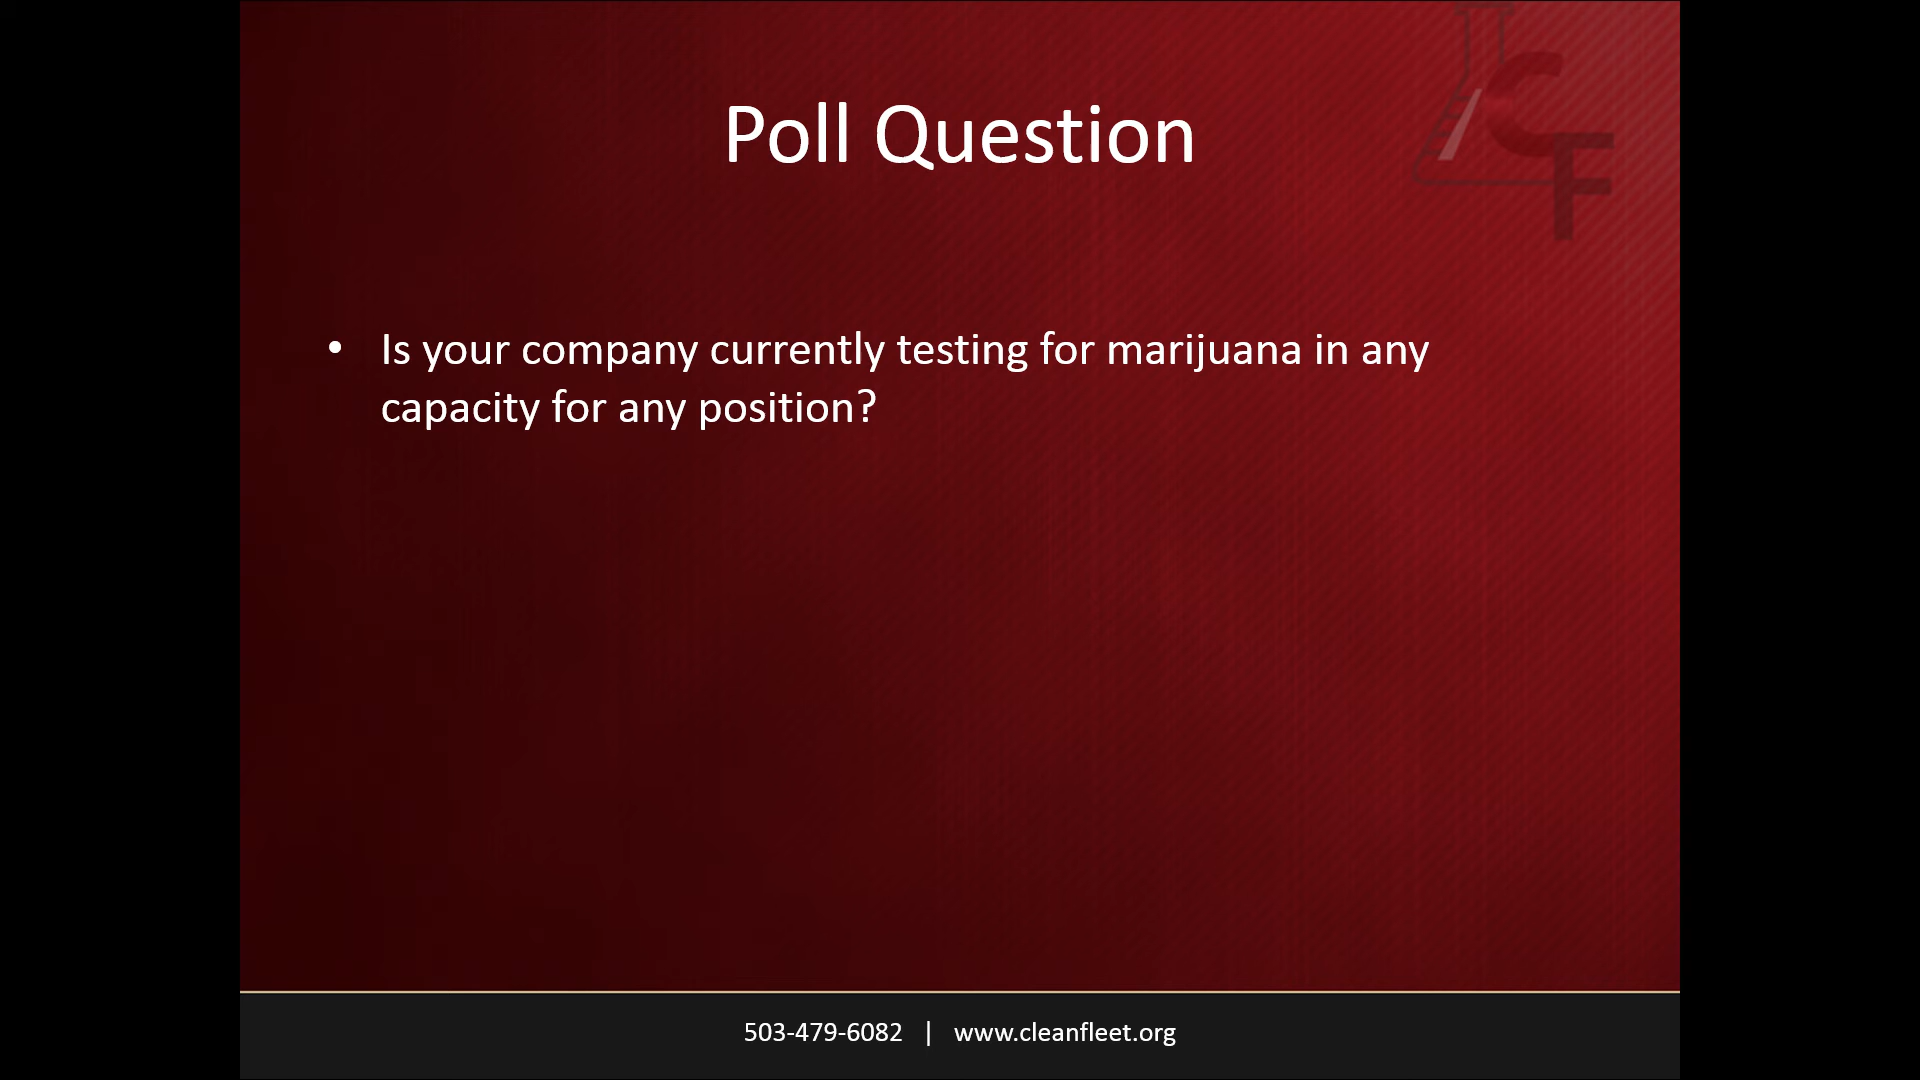 Poll Question
CF
• Is your company currently testing for marijuana in any
capacity for any position?
503-479-6082 | www.cleanfleet.org